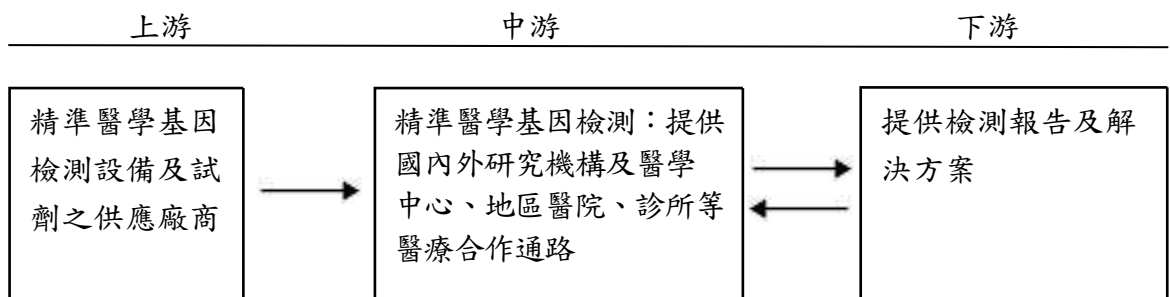 上游
中游
下游
精準醫學基因
檢測設備及試
劑之供應廠商
精準醫學基因檢測：提供
國內外研究機構及醫學
中心、地區醫院、診所等
醫療合作通路
提供檢測報告及解
決方案